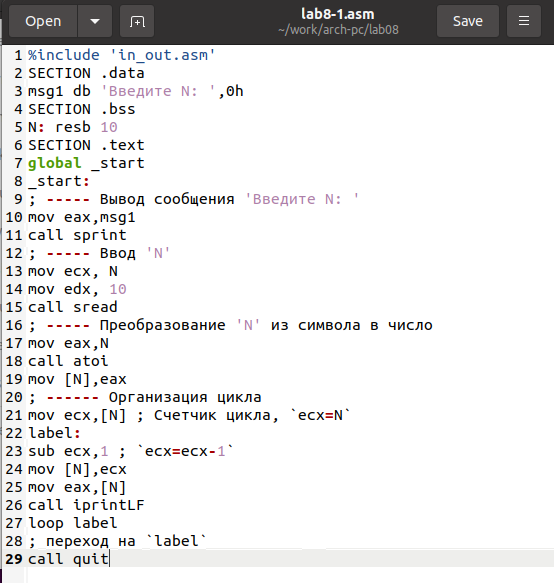 Open
lab8-1.asm
~/work/arch-pc/lab08
Save
1 %include 'in_out.asm'
2 SECTION .data
3 msg1 db 'Введите N: ',0h
4 SECTION .bss
5 N: resb 10
6 SECTION .text
7 global _start
8 _start:
9 ; ----- Вывод сообщения 'Введите N: '
10 mov eax,msg1
11 call sprint
12 ; ----- Ввод 'N'
13 mov ecx, N
14 mov edx, 10
15 call sread
16 ; ----- Преобразование 'N' из символа в число
17 mov eax,N
18 call atoi
19 mov [N],eax
20 ; ------ Организация цикла
21 mov ecx,[N] ; Счетчик цикла, `ecx=N`
22 label:
23 sub ecx,1 ; `ecx=ecx-1`
24 mov [N],ecx
25 mov eax,[N]
26 call iprintLF
27 loop label
28 ; переход на `label`
29 call quit